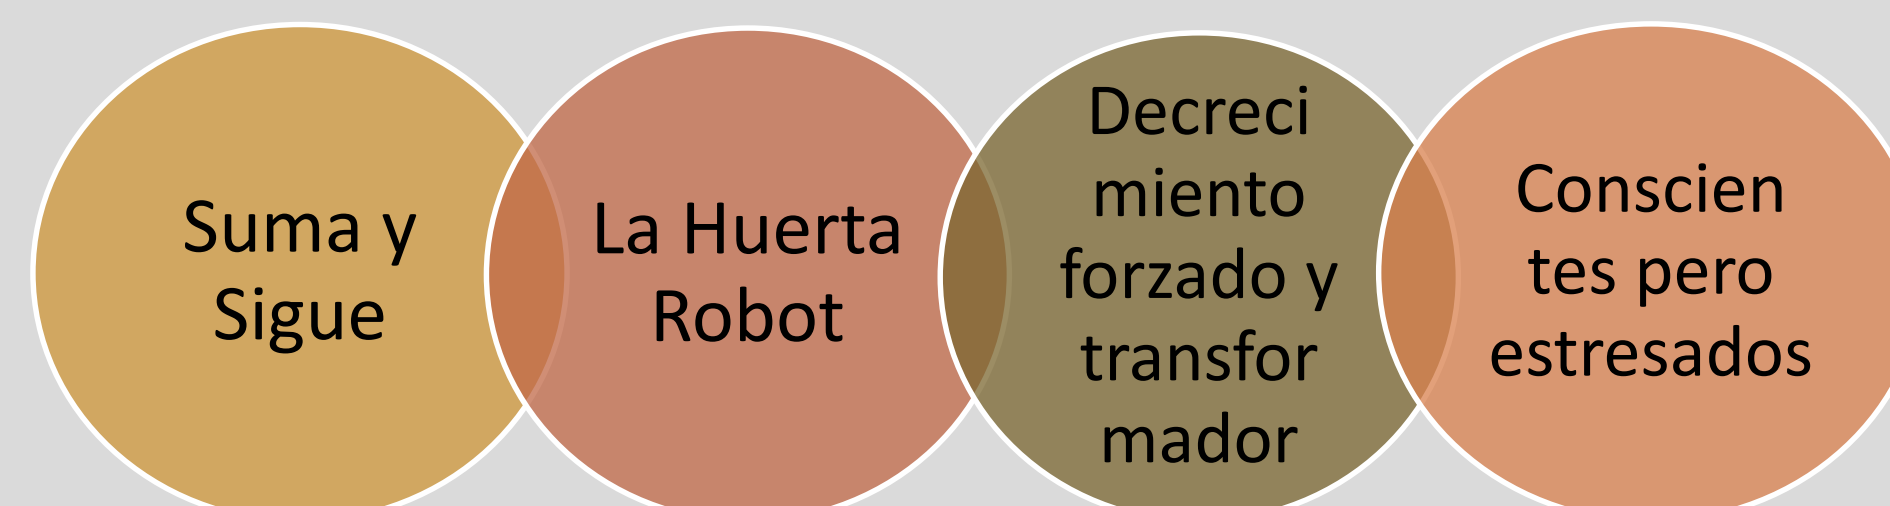 Suma y
Sigue
La Huerta
Robot
Decreci
miento
forzado y
transfor
mador
Conscien
tes pero
estresados